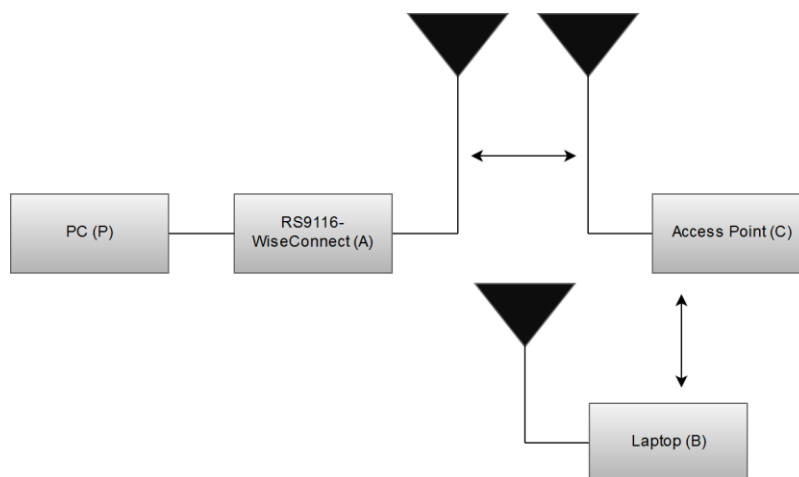 PC (P)
RS9116-
WiseConnect (A)
Access Point (C)
Laptop (B)